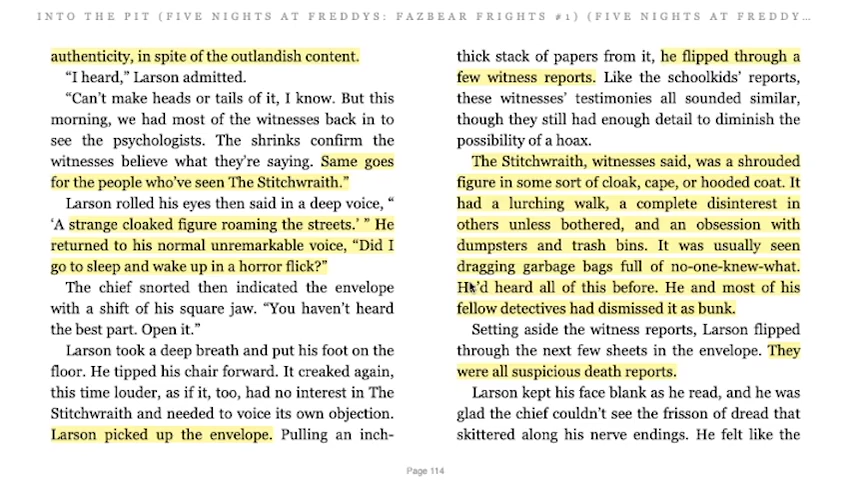 INTO THE PIT (FIVE NIGHTS AT FREDDYS: FAZBEAR FRIGHTS #1) (FIVE NIGHTS AT FREDDY...
authenticity, in spite of the outlandish content.
“I heard,” Larson admitted.
“Can’t make heads or tails of it, I know. But this
morning, we had most of the witnesses back in to
see the psychologists. The shrinks confirm the
witnesses believe what they’re saying. Same goes
for the people who’ve seen The Stitchwraith.”
Larson rolled his eyes then said in a deep voice, “
‘A strange cloaked figure roaming the streets.’ ” He
returned to his normal unremarkable voice, “Did I
go to sleep and wake up in a horror flick?”
The chief snorted then indicated the envelope
with a shift of his square jaw. “You haven’t heard
the best part. Open it.”
Larson took a deep breath and put his foot on the
floor. He tipped his chair forward. It creaked again,
this time louder, as if it, too, had no interest in The
Stitchwraith and needed to voice its own objection.
Larson picked up the envelope. Pulling an inch-
thick stack of papers from it, he flipped through a
few witness reports. Like the schoolkids’ reports,
these witnesses’ testimonies all sounded similar,
though they still had enough detail to diminish the
possibility of a hoax.
The Stitchwraith, witnesses said, was a shrouded
figure in some sort of cloak, cape, or hooded coat. It
had a lurching walk, a complete disinterest in
others unless bothered, and an obsession with
dumpsters and trash bins. It was usually seen
dragging garbage bags full of no-one-knew-what.
He’d heard all of this before. He and most of his
fellow detectives had dismissed it as bunk.
Setting aside the witness reports, Larson flipped
through the next few sheets in the envelope. They
were all suspicious death reports.
Larson kept his face blank as he read, and he was
glad the chief couldn’t see the frisson of dread that
skittered along his nerve endings. He felt like the
Page 114